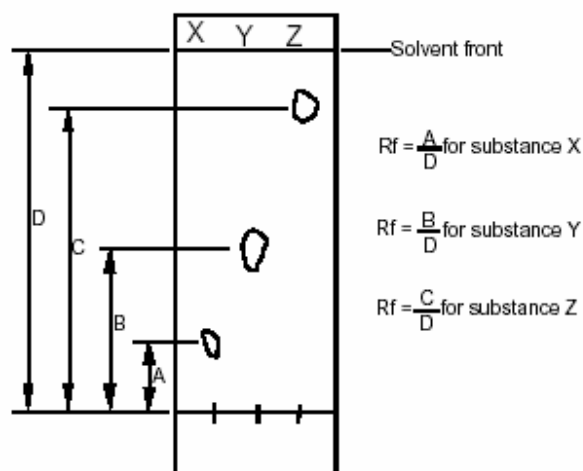 X Y Z
Solvent front
Rf = A/D for substance X
D
C
Rf = B/D for substance Y
Rf = C/D for substance Z
B
A